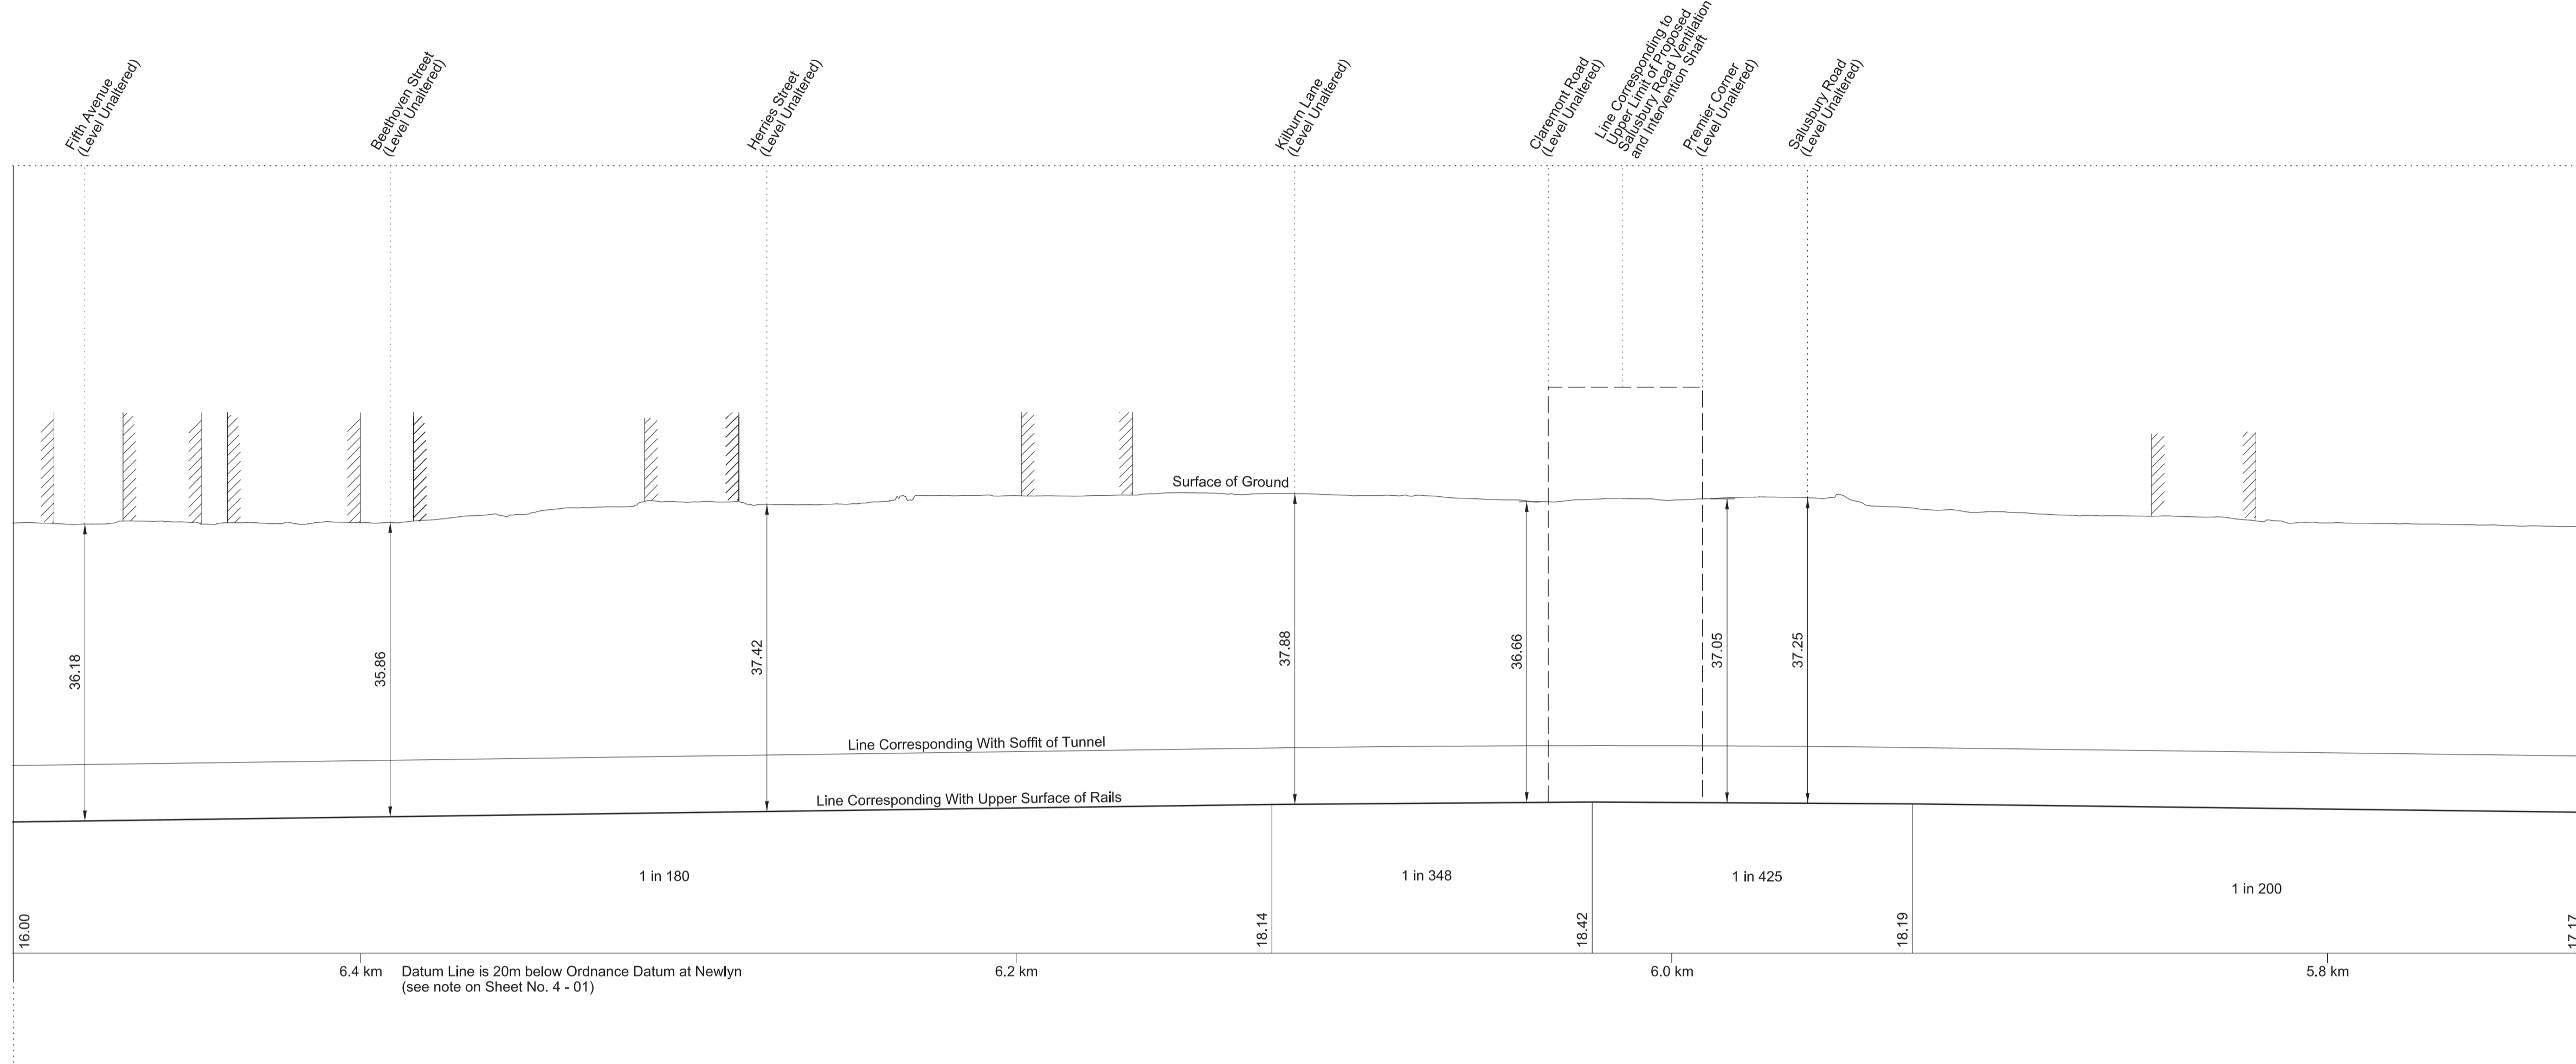 Fifth Avenue
(Level Unaltered)
Beethoven Street
(Level Unaltered)
Herries Street
(Level Unaltered)
Kilburn Lane
(Level Unaltered)
Claremont Road
(Level Unaltered)
Line Corresponding to
Upper Limit of Proposed
Salusbury Road Ventilation
and Intervention Shaft
Premier Corner
(Level Unaltered)
Salusbury Road
(Level Unaltered)
Surface of Ground
36.18
35.86
37.42
37.88
36.66
37.05
37.25
Line Corresponding With Soffit of Tunnel
Line Corresponding With Upper Surface of Rails
1 in 180
1 in 348
1 in 425
1 in 200
16.00
18.14
18.42
18.19
17.17
6.4 km
6.2 km
6.0 km
5.8 km
Datum Line is 20m below Ordnance Datum at Newlyn
(see note on Sheet No. 4 - 01)